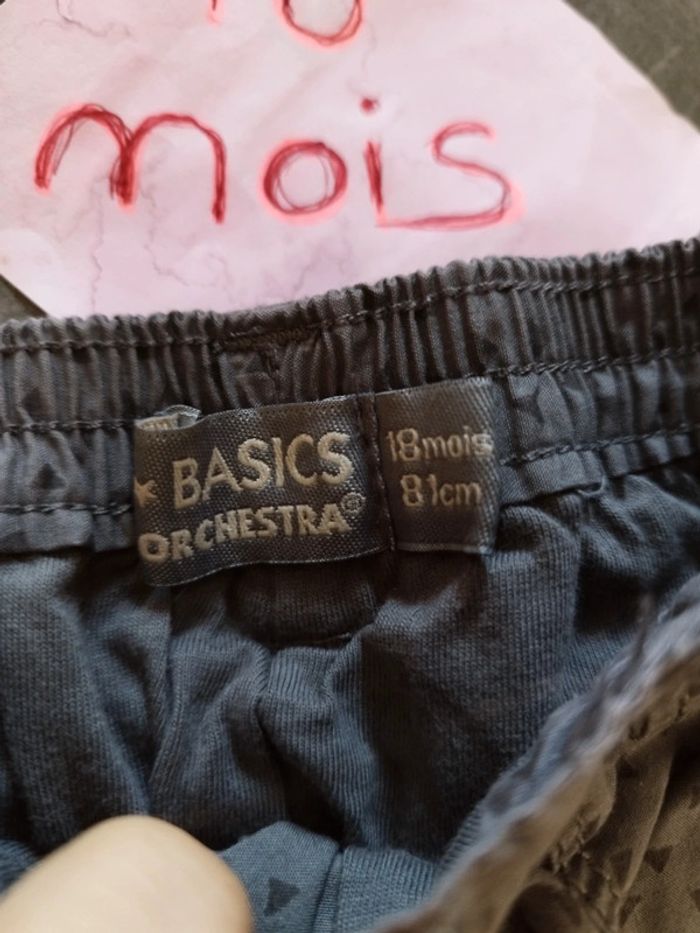 mois
BASICS
ORCHESTRA®
18mois
81cm